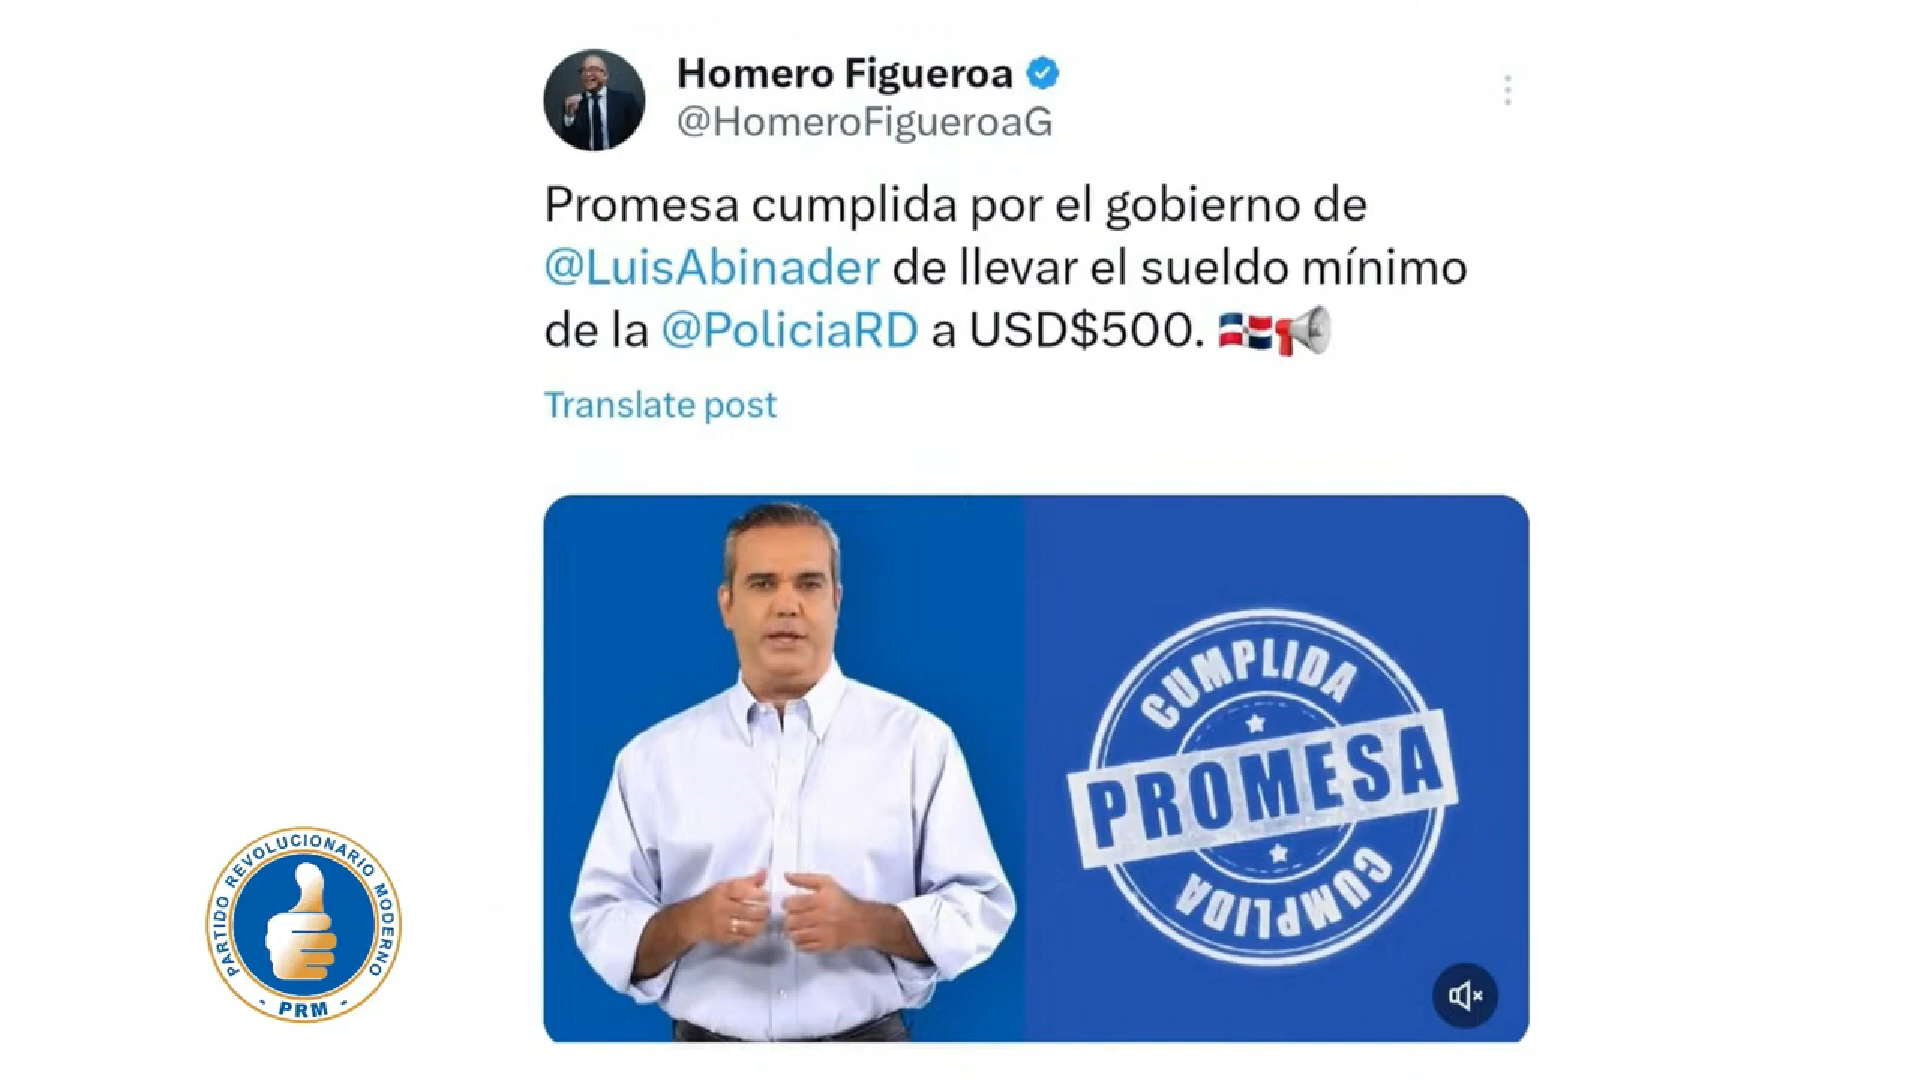 Homero Figueroa
@HomeroFigueroaG
Promesa cumplida por el gobierno de
@LuisAbinader de llevar el sueldo mínimo
de la @PoliciaRD a USD$500. 🇩🇴📢
Translate post
CUMPLIDA
PROMESA
CUMPLIDA
PARTIDO REVOLUCIONARIO MODERNO
- PRM -